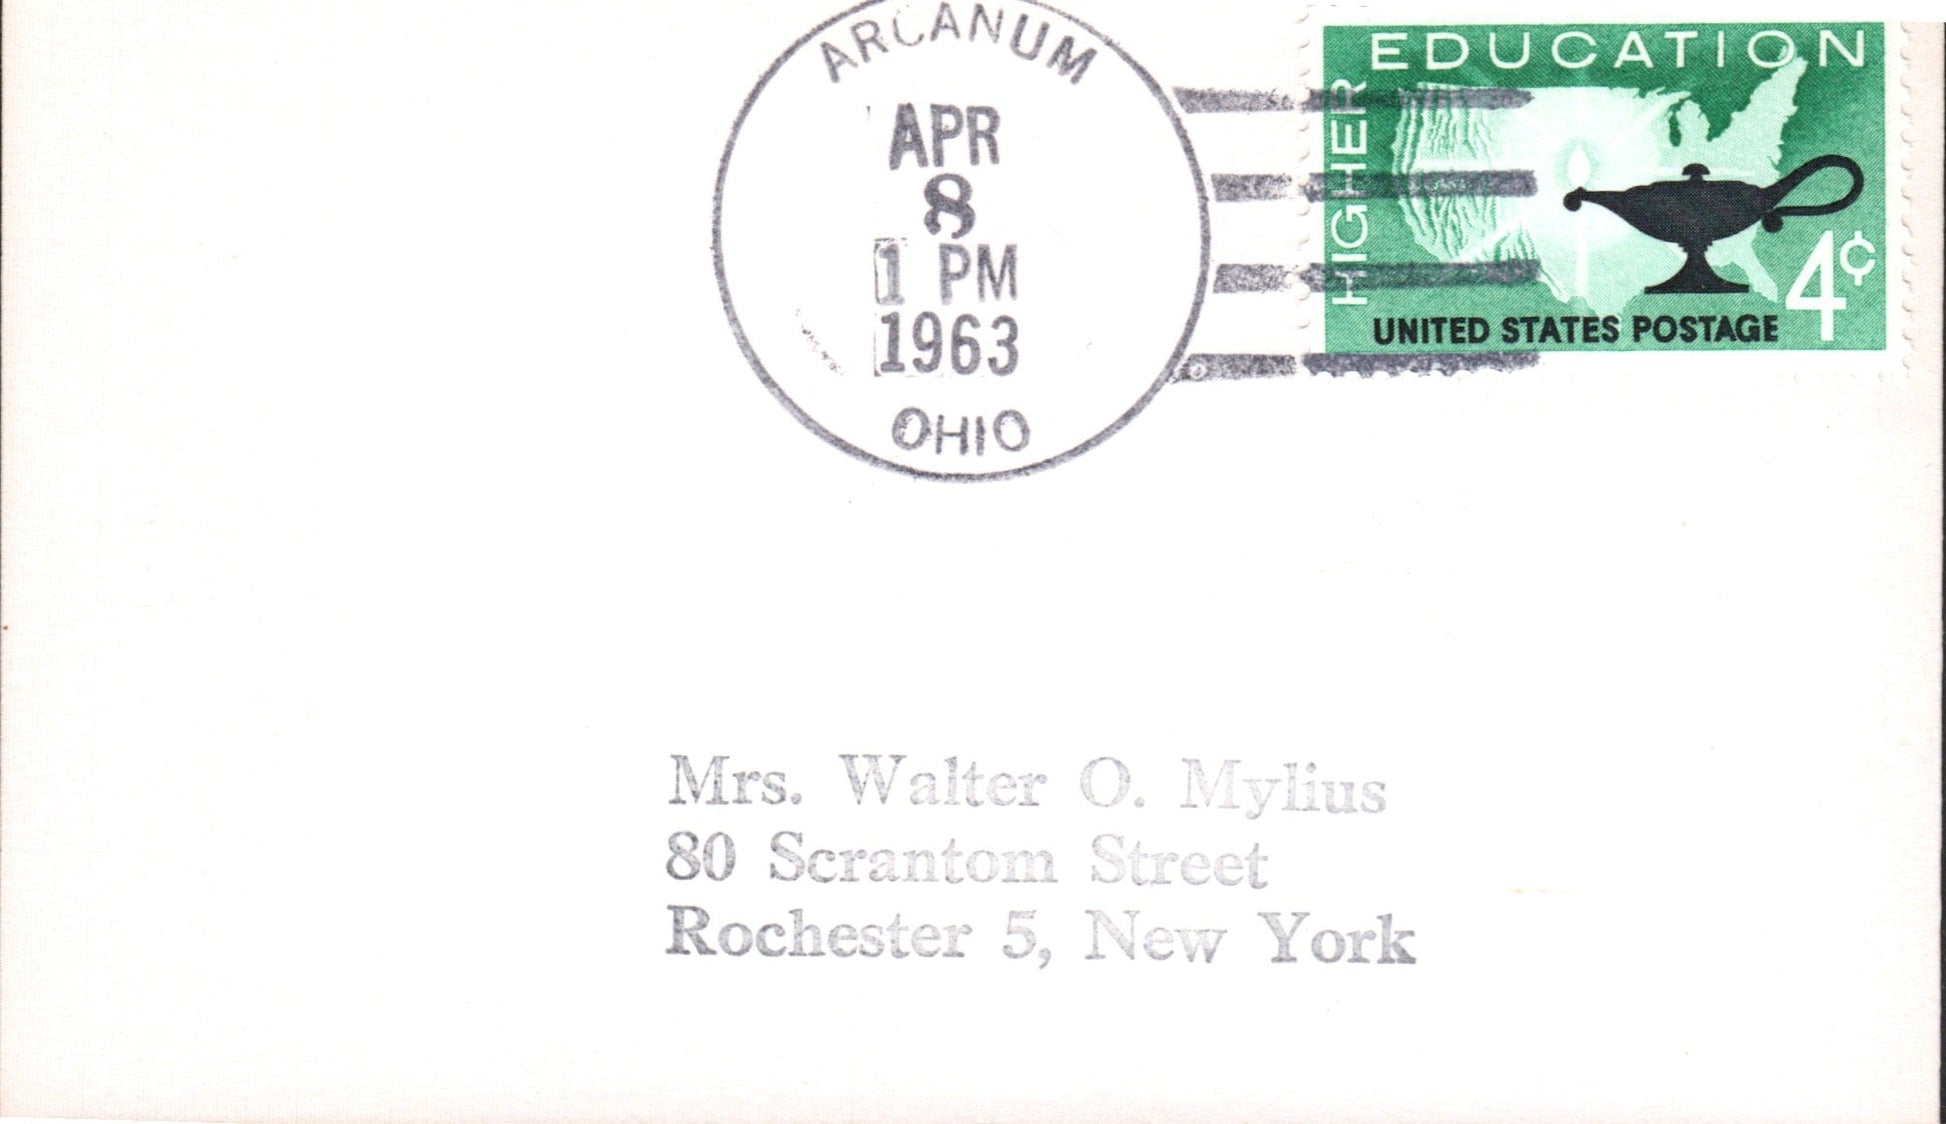 ARCANUM
APR
8
1 PM
1963
OHIO
HIGHER
EDUCATION
4¢
UNITED STATES POSTAGE
Mrs. Walter O. Mylius
80 Scrantom Street
Rochester 5, New York